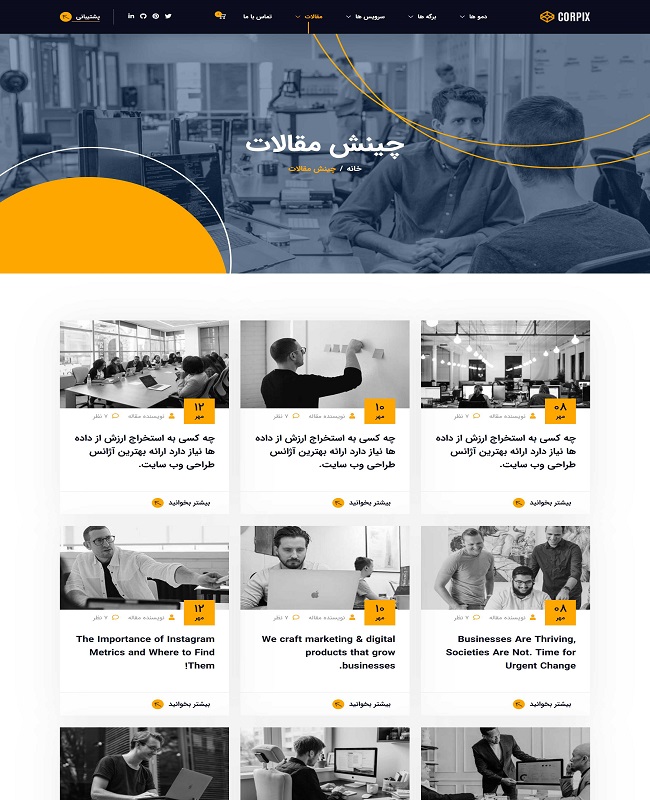 CORPIX
دمو ها
برگه ها
سرویس ها
مقالات
تماس با ما
پشتیبانی
چینش مقالات
خانه / چینش مقالات
۰۸
مهر
نویسنده مقاله
۷ نظر
چه کسی به استخراج ارزش از داده
ها نیاز دارد ارائه بهترین آژانس
طراحی وب سایت.
بیشتر بخوانید
۱۰
مهر
نویسنده مقاله
۷ نظر
چه کسی به استخراج ارزش از داده
ها نیاز دارد ارائه بهترین آژانس
طراحی وب سایت.
بیشتر بخوانید
۱۲
مهر
نویسنده مقاله
۷ نظر
چه کسی به استخراج ارزش از داده
ها نیاز دارد ارائه بهترین آژانس
طراحی وب سایت.
بیشتر بخوانید
۰۸
مهر
نویسنده مقاله
۷ نظر
Businesses Are Thriving,
Societies Are Not. Time for
Urgent Change
بیشتر بخوانید
۱۰
مهر
نویسنده مقاله
۷ نظر
We craft marketing & digital
products that grow
.businesses
بیشتر بخوانید
۱۲
مهر
نویسنده مقاله
۷ نظر
The Importance of Instagram
Metrics and Where to Find
!Them
بیشتر بخوانید